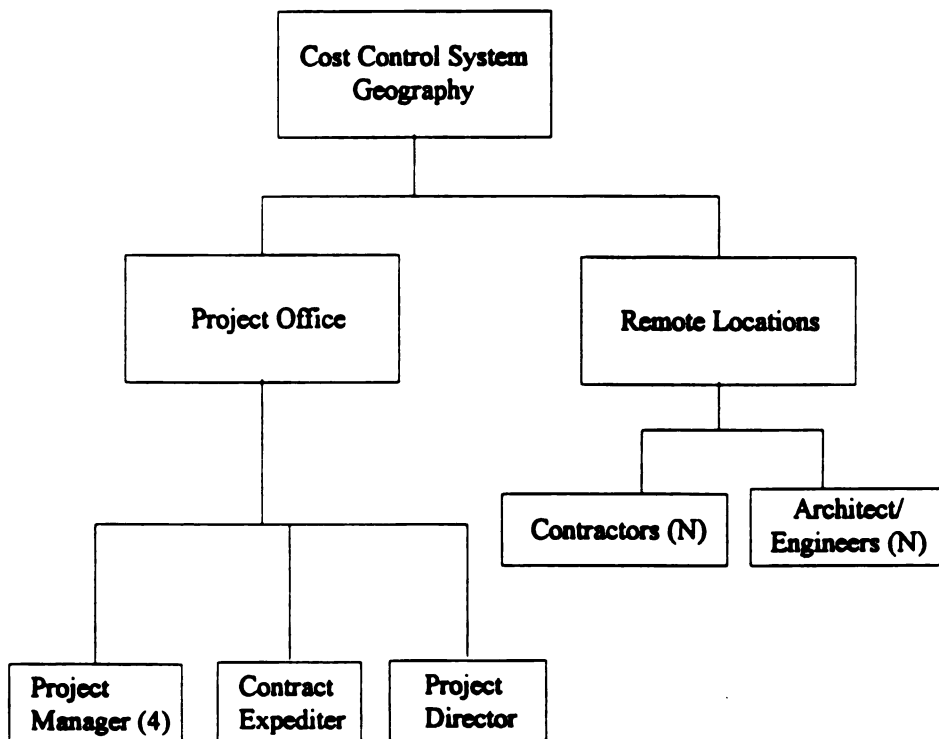 Cost Control System
Geography
Project Office
Remote Locations
Contractors (N)
Architect/
Engineers (N)
Project
Manager (4)
Contract
Expediter
Project
Director